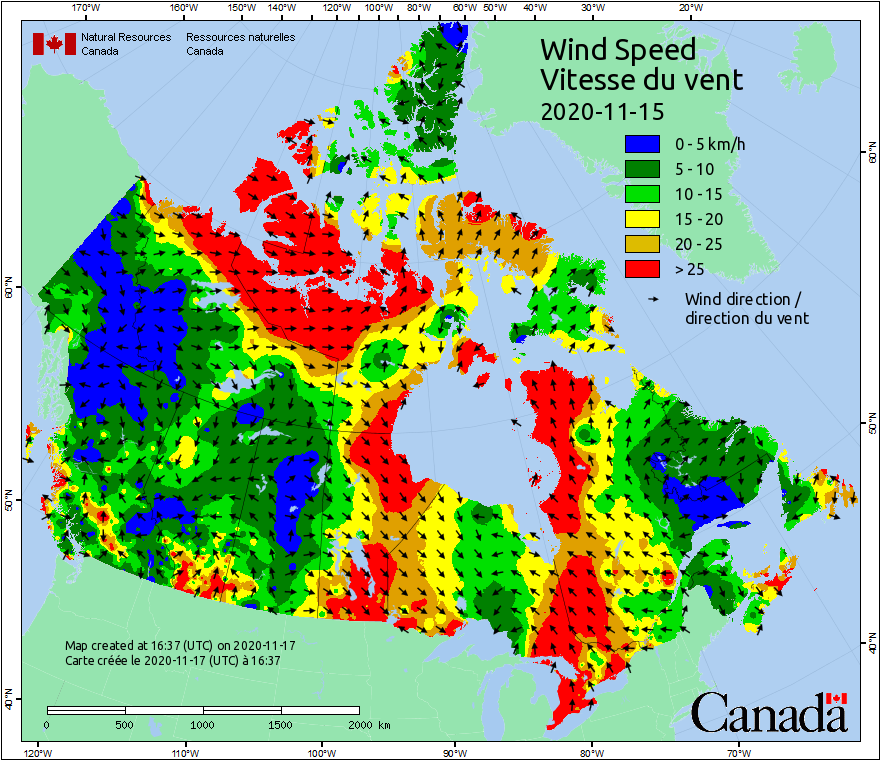 170°W 160°W 150°W 140°W 130°W 120°W 110°W 100°W 90°W 80°W 60°W 50°W 40°W 30°W 20°W
Natural Resources Ressources naturelles
Canada Canada
Wind Speed
Vitesse du vent
2020-11-15
0 - 5 km/h
5 - 10
10 - 15
15 - 20
20 - 25
> 25
Wind direction /
direction du vent
60°N
60°N
50°N
50°N
40°N
40°N
Map created at 16:37 (UTC) on 2020-11-17
Carte créée le 2020-11-17 (UTC) à 16:37
0 500 1000 1500 2000 km
Canada
120°W 110°W 100°W 90°W 80°W 70°W